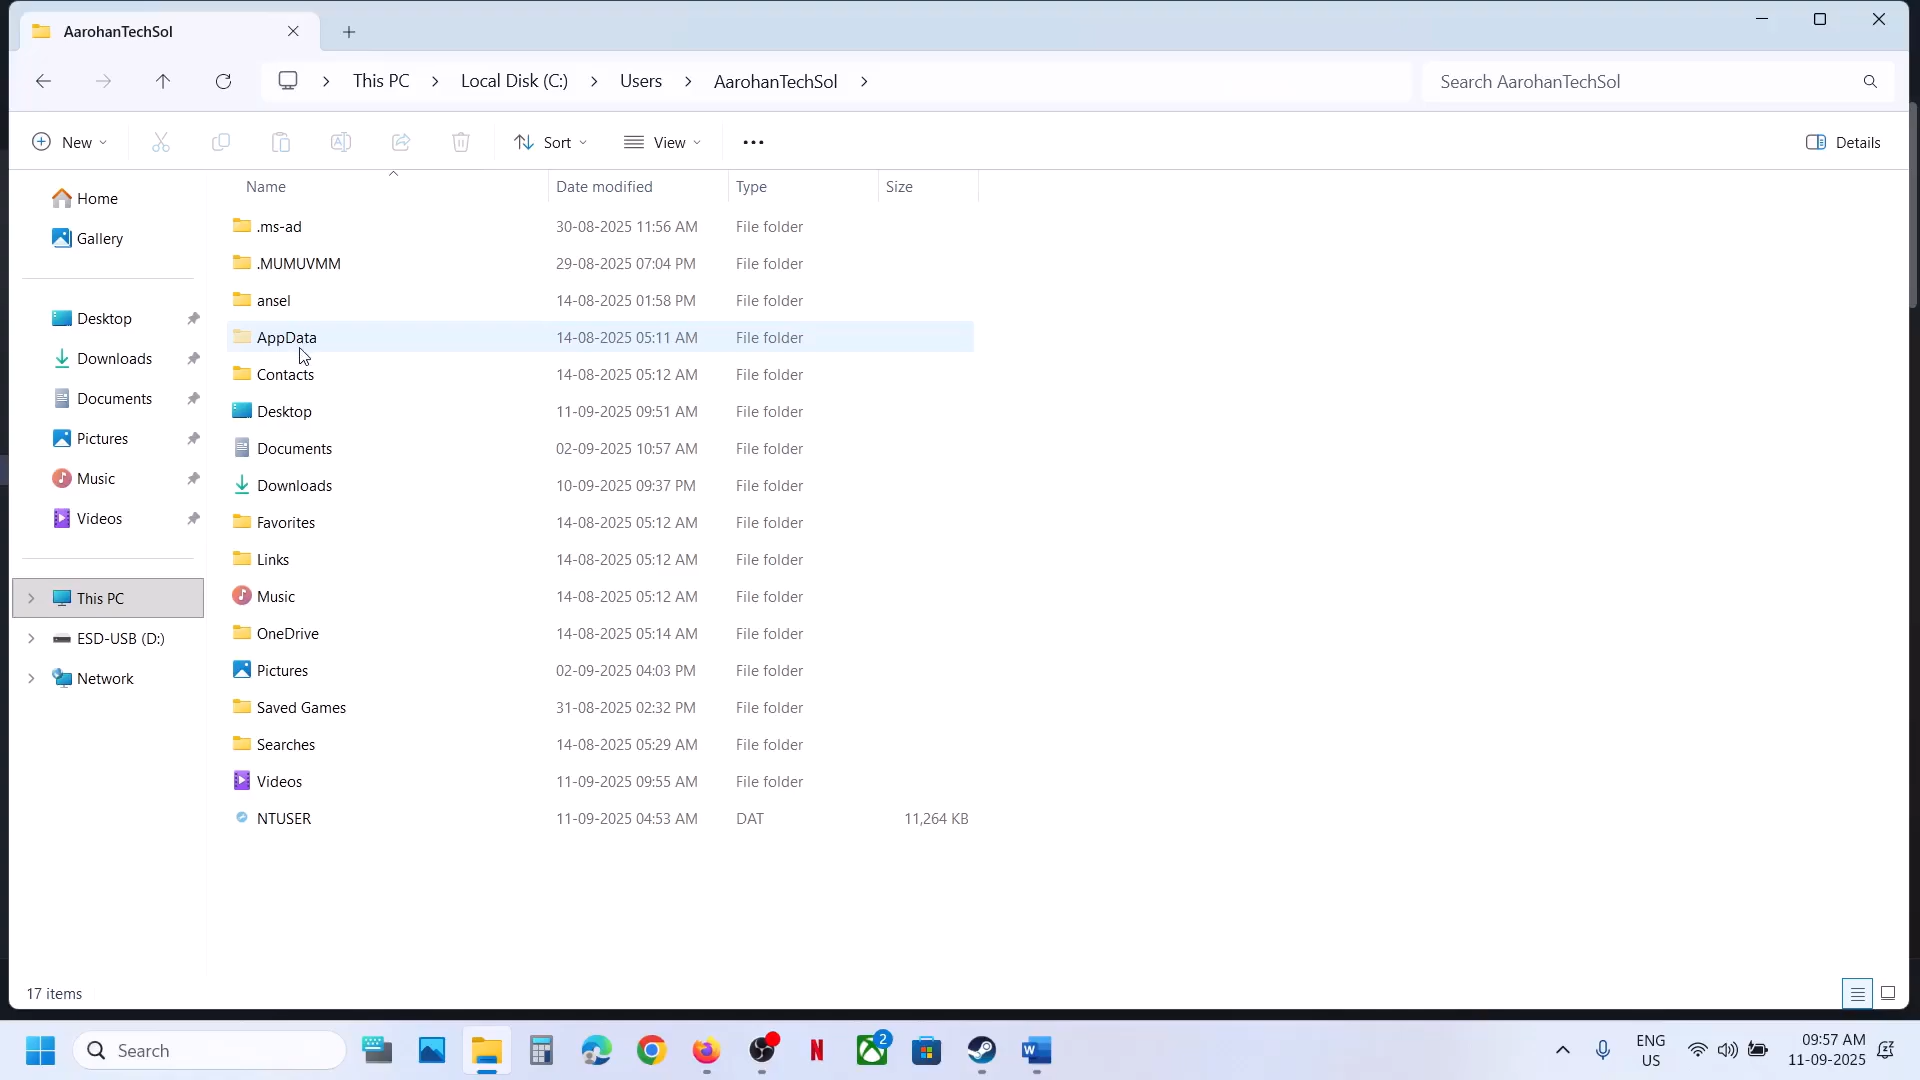 AarohanTechSol
This PC
Local Disk (C:)
Users
AarohanTechSol
Search AarohanTechSol
New
Sort
View
Details
Name
Date modified
Type
Size
Home
Gallery
Desktop
Downloads
Documents
Pictures
Music
Videos
This PC
ESD-USB (D:)
Network
.ms-ad 30-08-2025 11:56 AM File folder
.MUMUVMM 29-08-2025 07:04 PM File folder
ansel 14-08-2025 01:58 PM File folder
AppData 14-08-2025 05:11 AM File folder
Contacts 14-08-2025 05:12 AM File folder
Desktop 11-09-2025 09:51 AM File folder
Documents 02-09-2025 10:57 AM File folder
Downloads 10-09-2025 09:37 PM File folder
Favorites 14-08-2025 05:12 AM File folder
Links 14-08-2025 05:12 AM File folder
Music 14-08-2025 05:12 AM File folder
OneDrive 14-08-2025 05:14 AM File folder
Pictures 02-09-2025 04:03 PM File folder
Saved Games 31-08-2025 02:32 PM File folder
Searches 14-08-2025 05:29 AM File folder
Videos 11-09-2025 09:55 AM File folder
NTUSER 11-09-2025 04:53 AM DAT 11,264 KB
17 items
Search
2
ENG
US
09:57 AM
11-09-2025